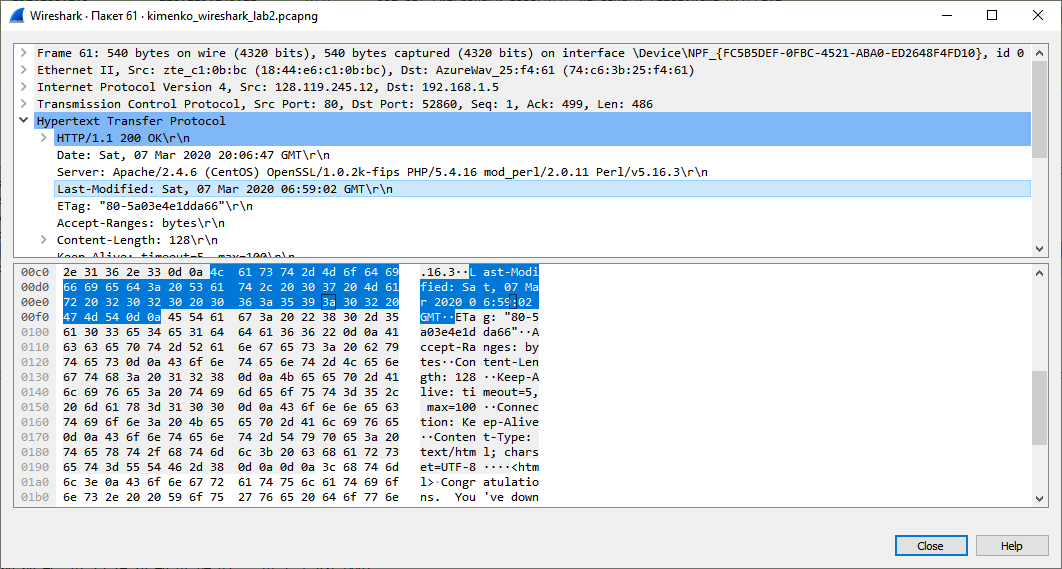 Wireshark · Пакет 61 · kimenko_wireshark_lab2.pcapng
Frame 61: 540 bytes on wire (4320 bits), 540 bytes captured (4320 bits) on interface \Device\NPF_{FC5B5DEF-0FBC-4521-ABA0-ED2648F4FD10}, id 0
Ethernet II, Src: zte_c1:0b:bc (18:44:e6:c1:0b:bc), Dst: AzureWav_25:f4:61 (74:c6:3b:25:f4:61)
Internet Protocol Version 4, Src: 128.119.245.12, Dst: 192.168.1.5
Transmission Control Protocol, Src Port: 80, Dst Port: 52860, Seq: 1, Ack: 499, Len: 486
Hypertext Transfer Protocol
HTTP/1.1 200 OK\r\n
Date: Sat, 07 Mar 2020 20:06:47 GMT\r\n
Server: Apache/2.4.6 (CentOS) OpenSSL/1.0.2k-fips PHP/5.4.16 mod_perl/2.0.11 Perl/v5.16.3\r\n
Last-Modified: Sat, 07 Mar 2020 06:59:02 GMT\r\n
ETag: "80-5a03e4e1dda66"\r\n
Accept-Ranges: bytes\r\n
Content-Length: 128\r\n
Keep-Alive: timeout=5, max=100\r\n
00c0 2e 31 36 2e 33 0d 0a 4c 61 73 74 2d 4d 6f 64 69 .16.3··Last-Modi
00d0 66 69 65 64 3a 20 53 61 74 2c 20 30 37 20 4d 61 fied: Sat, 07 Ma
00e0 72 20 32 30 32 30 20 30 36 3a 35 39 3a 30 32 20 r 2020 06:59:02
00f0 47 4d 54 0d 0a 45 54 61 67 3a 20 22 38 30 2d 35 GMT··ETag: "80-5
0100 61 30 33 65 34 65 31 64 64 61 36 36 22 0d 0a 41 a03e4e1dda66"··A
0110 63 63 65 70 74 2d 52 61 6e 67 65 73 3a 20 62 79 ccept-Ranges: by
0120 74 65 73 0d 0a 43 6f 6e 74 65 6e 74 2d 4c 65 6e tes··Content-Len
0130 67 74 68 3a 20 31 32 38 0d 0a 4b 65 65 70 2d 41 gth: 128··Keep-A
0140 6c 69 76 65 3a 20 74 69 6d 65 6f 75 74 3d 35 2c live: timeout=5,
0150 20 6d 61 78 3d 31 30 30 0d 0a 43 6f 6e 6e 65 63 max=100··Connec
0160 74 69 6f 6e 3a 20 4b 65 65 70 2d 41 6c 69 76 65 tion: Keep-Alive
0170 0d 0a 43 6f 6e 74 65 6e 74 2d 54 79 70 65 3a 20 ··Content-Type:
0180 74 65 78 74 2f 68 74 6d 6c 3b 20 63 68 61 72 73 text/html; chars
0190 65 74 3d 55 54 46 2d 38 0d 0a 0d 0a 3c 68 74 6d et=UTF-8····<htm
01a0 6c 3e 0a 43 6f 6e 67 72 61 74 75 6c 61 74 69 6f l>·Congratulatio
01b0 6e 73 2e 20 20 59 6f 75 27 76 65 20 64 6f 77 6e ns.  You've down
Close Help